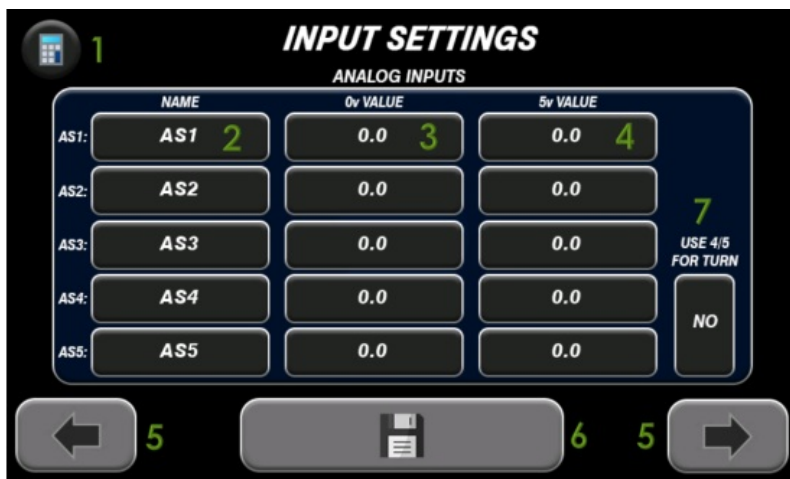 1
INPUT SETTINGS
ANALOG INPUTS
NAME 0v VALUE 5v VALUE
AS1: AS1 2 0.0 3 0.0 4
AS2: AS2 0.0 0.0
7
AS3: AS3 0.0 0.0 USE 4/5
FOR TURN
AS4: AS4 0.0 0.0
NO
AS5: AS5 0.0 0.0
5 6 5